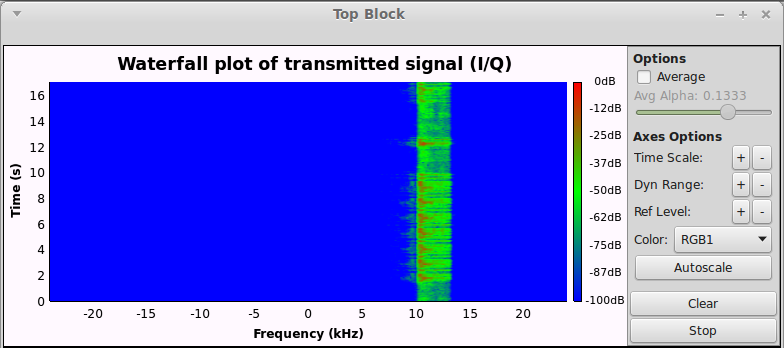 Top Block
Waterfall plot of transmitted signal (I/Q)
Time (s)
16
14
12
10
8
6
4
2
0
-20
-10
-5
0
5
10
15
20
Frequency (kHz)
0dB
-12dB
-25dB
-37dB
-50dB
-62dB
-75dB
-87dB
-100dB
Options
Average
Avg Alpha: 0.1333
Axes Options
Time Scale: + -
Dyn Range: + -
Ref Level: + -
Color: RGB1
Autoscale
Clear
Stop